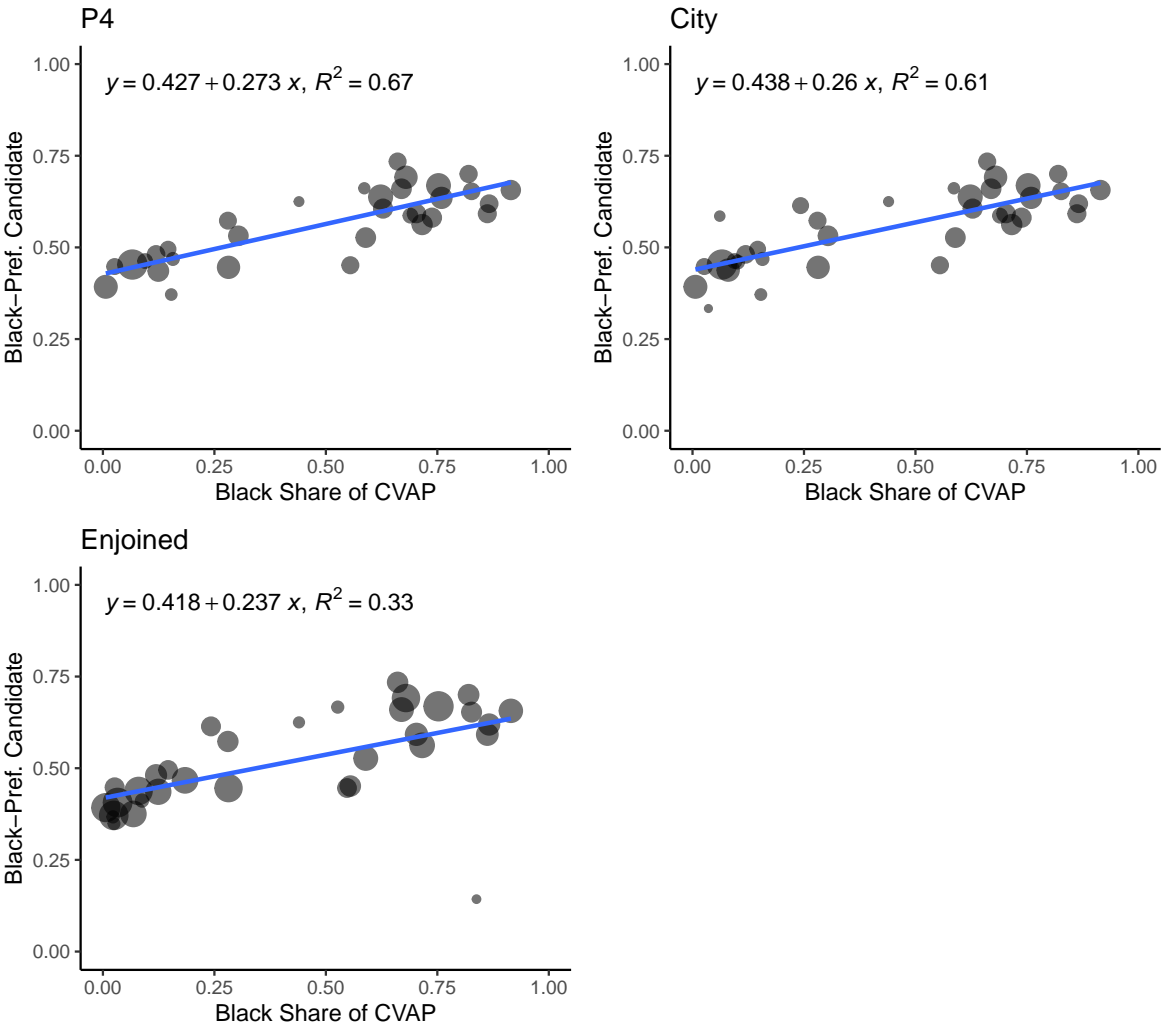 P4
y = 0.427 + 0.273 x, R² = 0.67
1.00
0.75
0.50
0.25
0.00
Black−Pref. Candidate
0.00 0.25 0.50 0.75 1.00
Black Share of CVAP
City
y = 0.438 + 0.26 x, R² = 0.61
1.00
0.75
0.50
0.25
0.00
Black−Pref. Candidate
0.00 0.25 0.50 0.75 1.00
Black Share of CVAP
Enjoined
y = 0.418 + 0.237 x, R² = 0.33
1.00
0.75
0.50
0.25
0.00
Black−Pref. Candidate
0.00 0.25 0.50 0.75 1.00
Black Share of CVAP